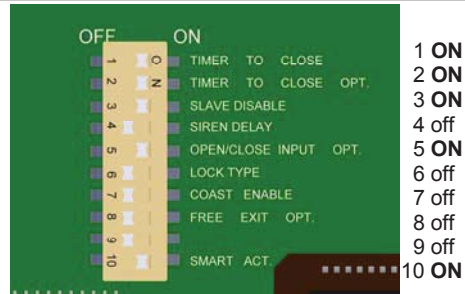 OFF ON
1 O TIMER TO CLOSE
2 N TIMER TO CLOSE OPT.
3 SLAVE DISABLE
4 SIREN DELAY
5 OPEN/CLOSE INPUT OPT.
6 LOCK TYPE
7 COAST ENABLE
8 FREE EXIT OPT.
9
10 SMART ACT.
1 ON
2 ON
3 ON
4 off
5 ON
6 off
7 off
8 off
9 off
10 ON